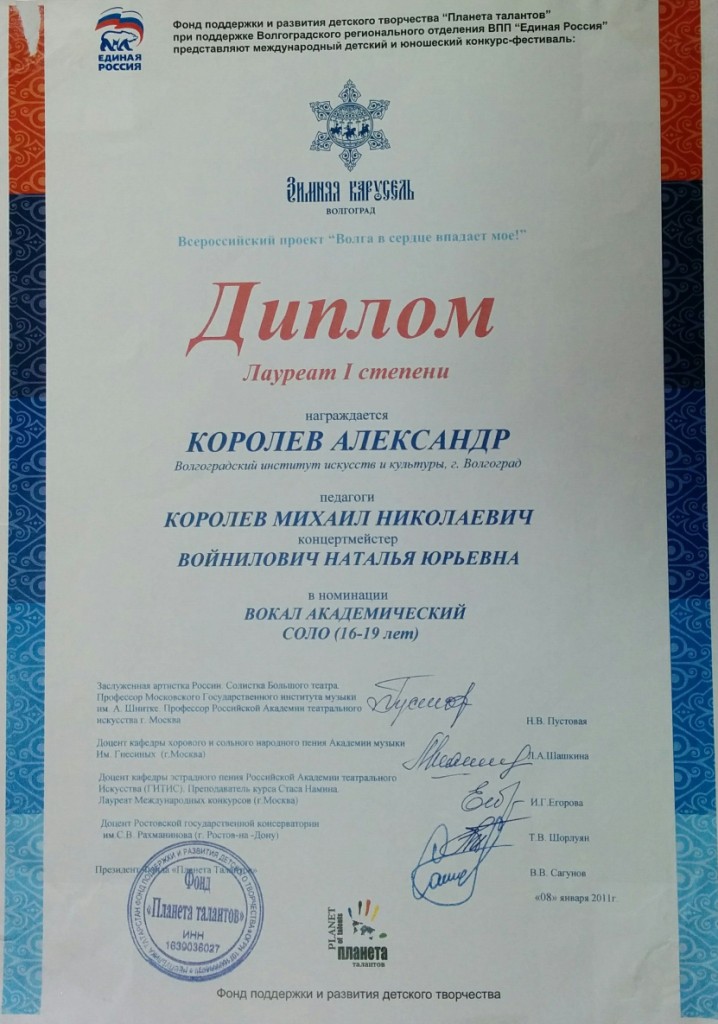 ЕДИНАЯ
РОССИЯ
Фонд поддержки и развития детского творчества "Планета талантов"
при поддержке Волгоградского регионального отделения ВПП "Единая Россия"
представляют международный детский и юношеский конкурс-фестиваль:
ЗИМНЯЯ КАРУСЕЛЬ
ВОЛГОГРАД
Всероссийский проект "Волга в сердце впадает мое!"
Диплом
Лауреат I степени
награждается
КОРОЛЕВ АЛЕКСАНДР
Волгоградский институт искусств и культуры, г. Волгоград
педагоги
КОРОЛЕВ МИХАИЛ НИКОЛАЕВИЧ
концертмейстер
ВОЙНИЛОВИЧ НАТАЛЬЯ ЮРЬЕВНА
в номинации
ВОКАЛ АКАДЕМИЧЕСКИЙ
СОЛО (16-19 лет)
Заслуженная артистка России. Солистка Большого театра.
Профессор Московского Государственного института музыки
им. А. Шнитке. Профессор Российской Академии театрального
искусства г. Москва
Н.В. Пустовая
Доцент кафедры хорового и сольного народного пения Академии музыки
Им. Гнесиных (г.Москва)
Л.А.Шашкина
Доцент кафедры эстрадного пения Российской Академии театрального
Искусства (ГИТИС). Преподаватель курса Стаса Намина.
Лауреат Международных конкурсов (г.Москва)
И.Г.Егорова
Доцент Ростовской государственной консерватории
им.С.В. Рахманинова (г. Ростов-на -Дону)
Т.В. Шорлуян
Президент Фонда «Планета Талантов»
В.В. Сагунов
«08» января 2011г
Фонд
«Планета талантов»
ИНН
1639036027
PLANET
of talents
планета
талантов
Фонд поддержки и развития детского творчества